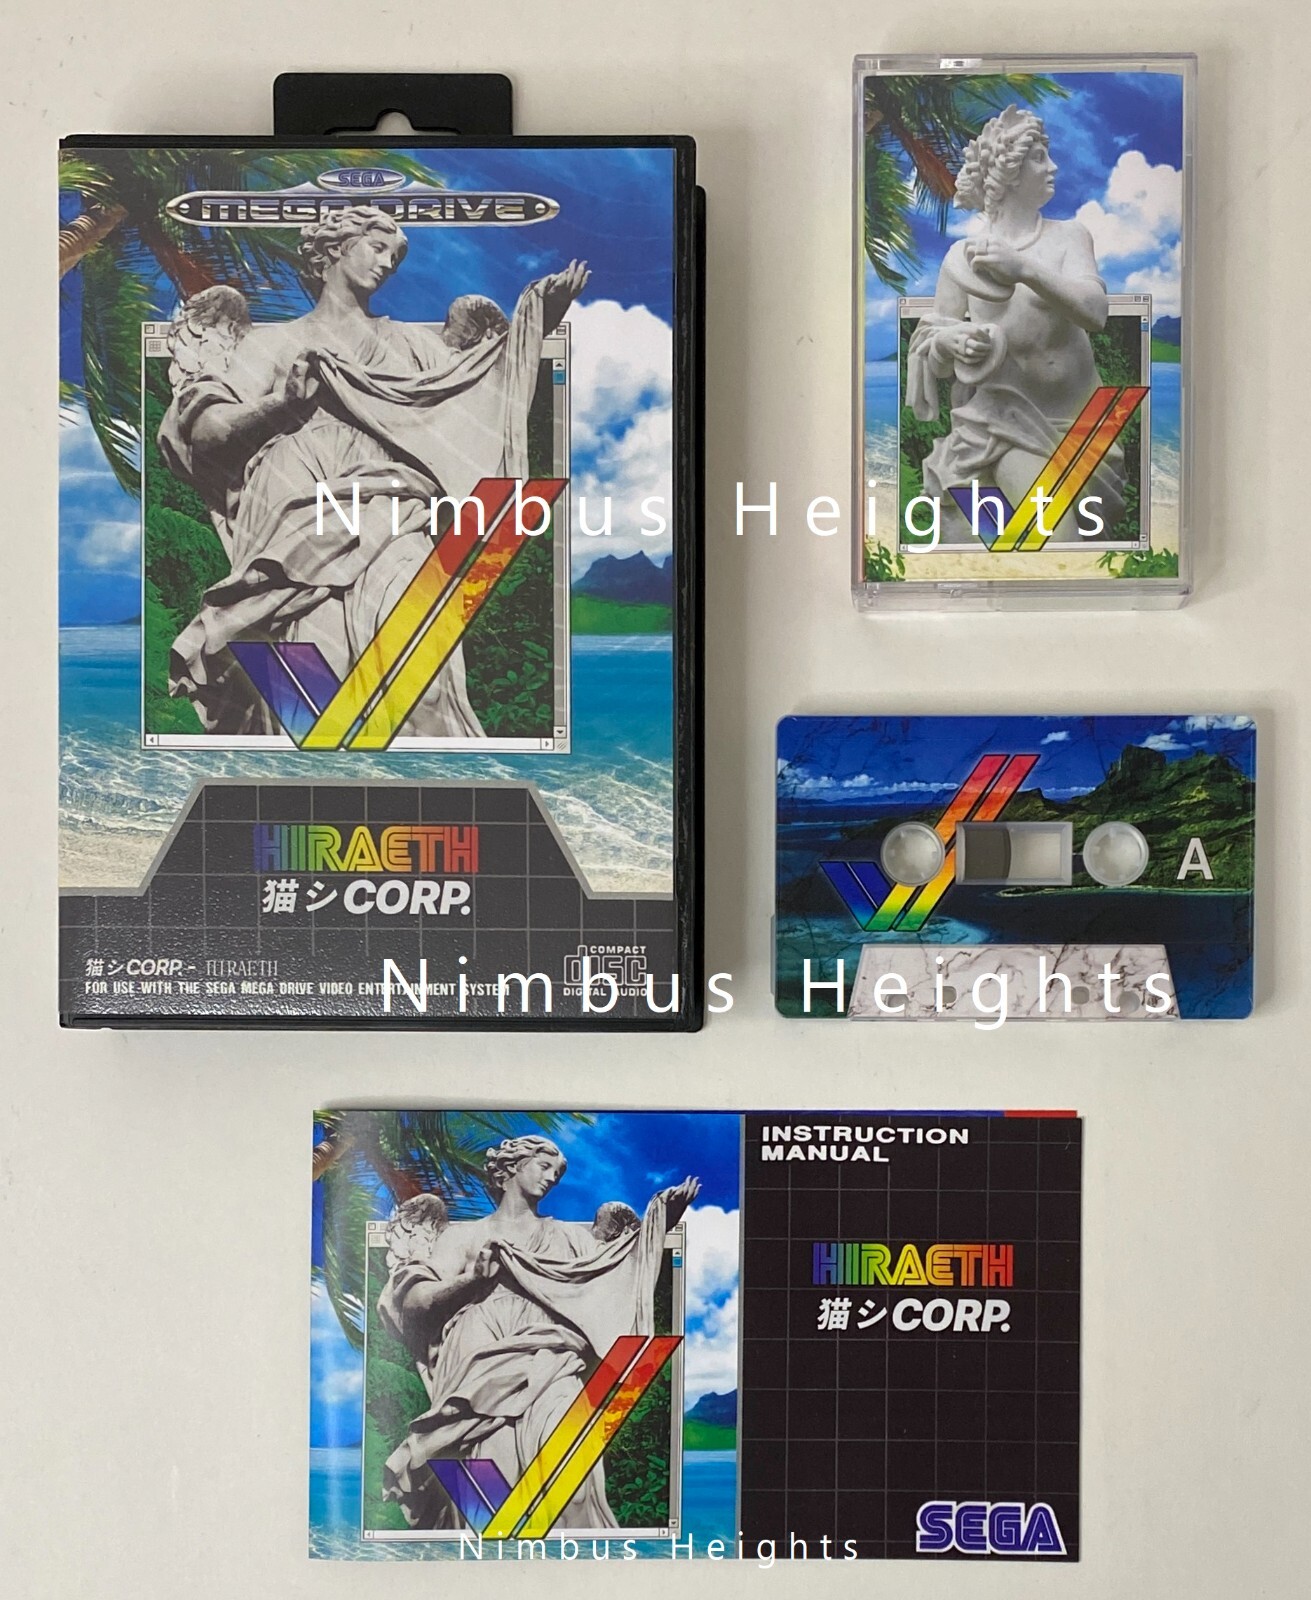 SEGA
MEGA DRIVE
Nimbus Heights
HIRAETH
猫シCORP.
猫シCORP. - HIRAETH
FOR USE WITH THE SEGA MEGA DRIVE VIDEO ENTERTAINMENT SYSTEM
COMPACT
disc
DIGITAL AUDIO
A
Nimbus Heights
INSTRUCTION
MANUAL
HIRAETH
猫シCORP.
SEGA
Nimbus Heights